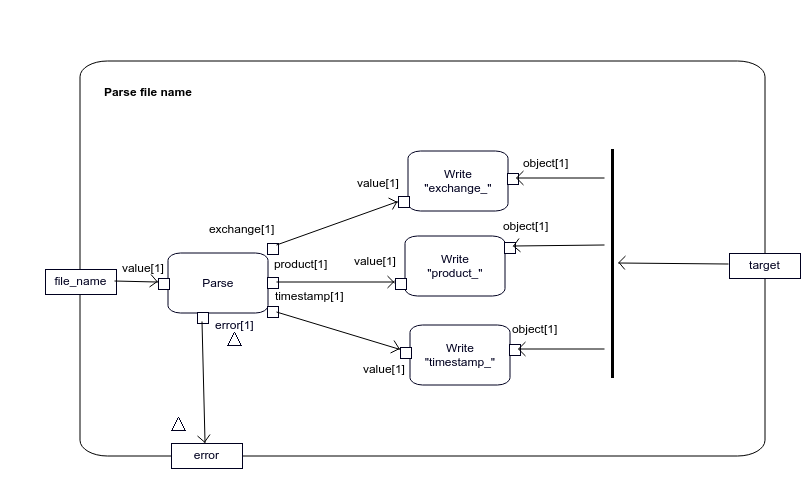 Parse file name
Write
"exchange_"
object[1]
value[1]
exchange[1]
object[1]
Write
"product_"
value[1]
product[1]
value[1]
file_name
Parse
target
timestamp[1]
error[1]
object[1]
Write
"timestamp_"
value[1]
error